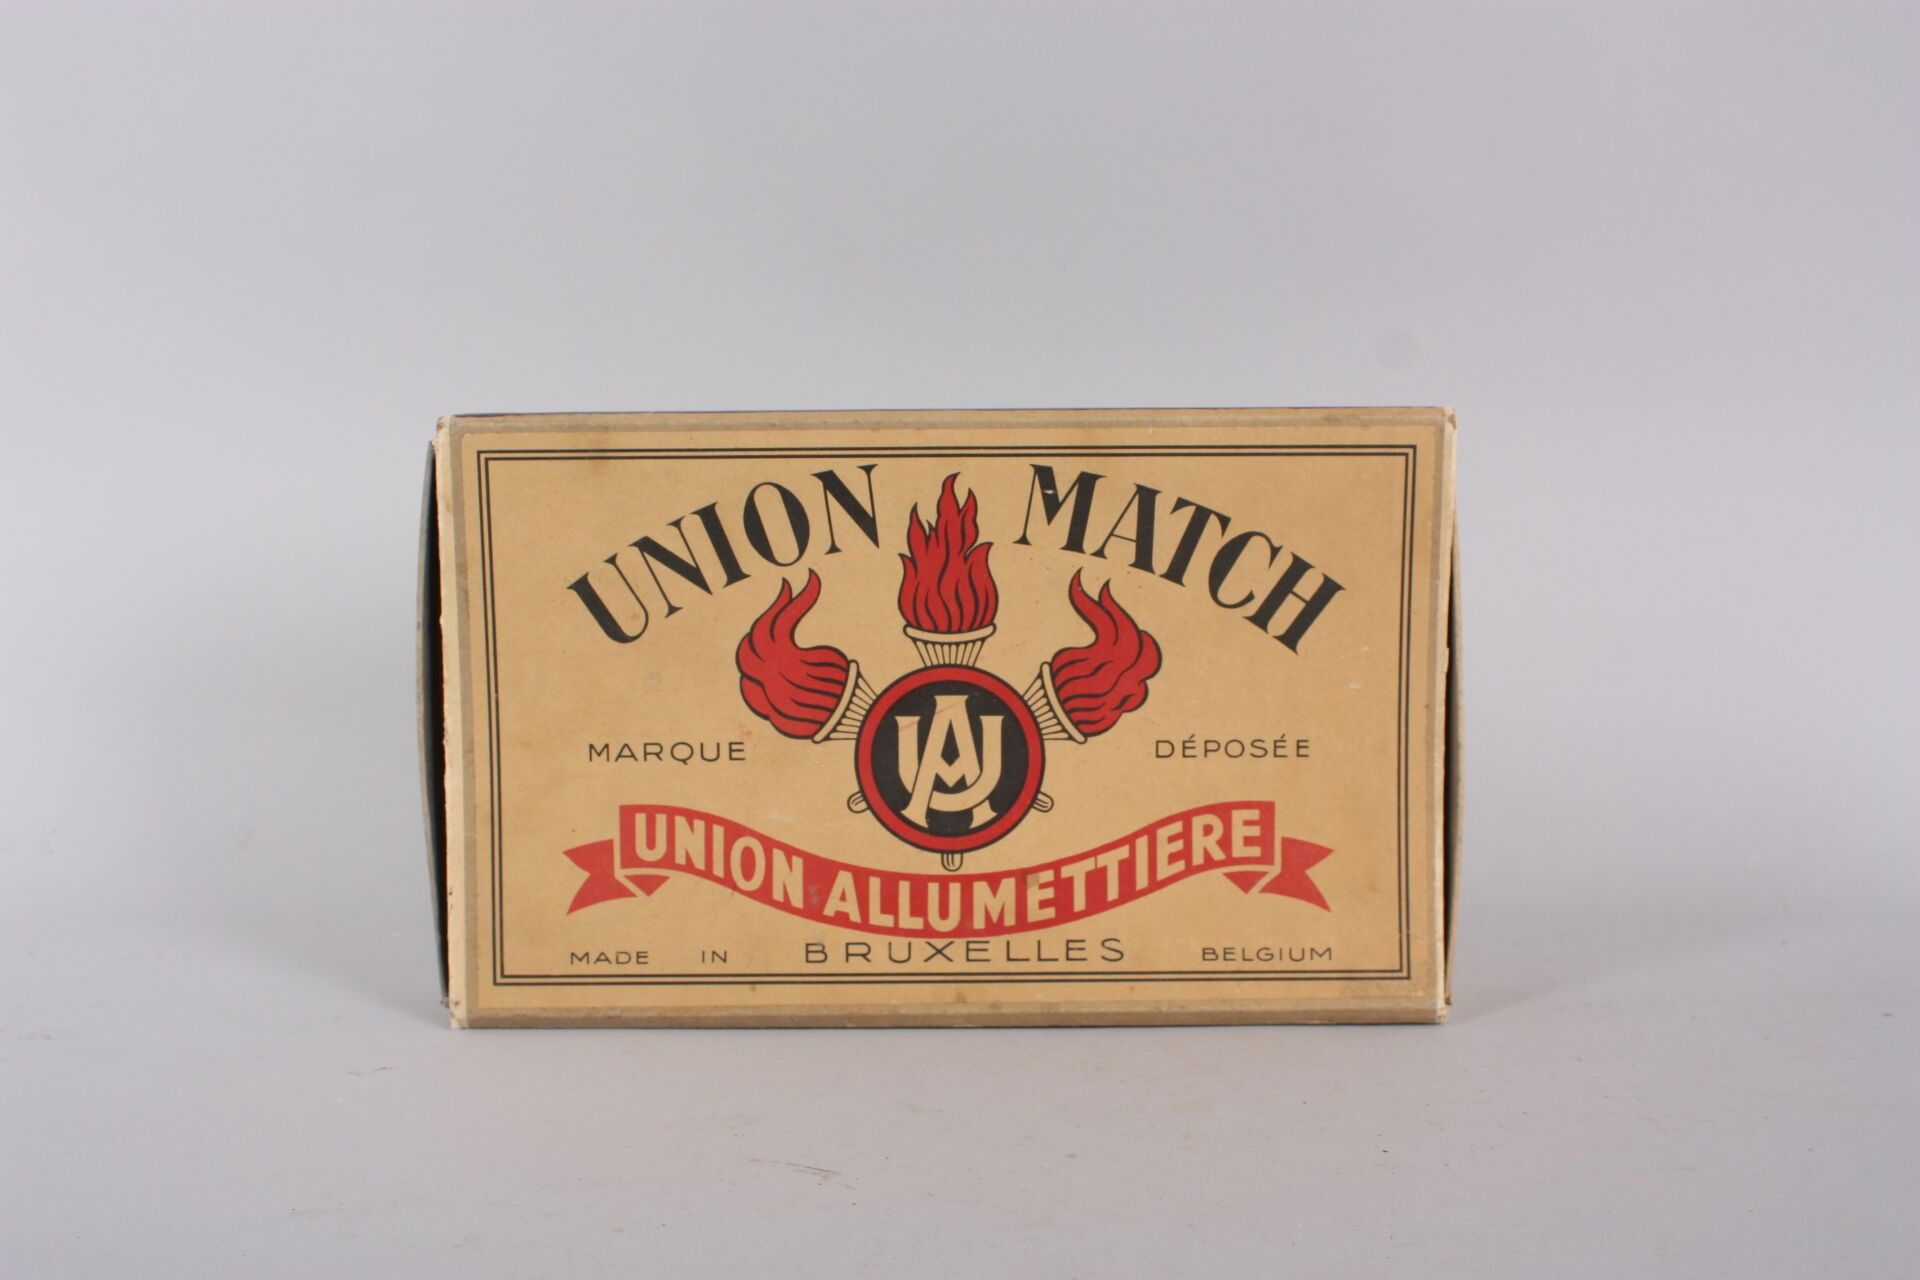 UNION MATCH
UA
MARQUE DÉPOSÉE
UNION ALLUMETTIERE
MADE IN BRUXELLES BELGIUM